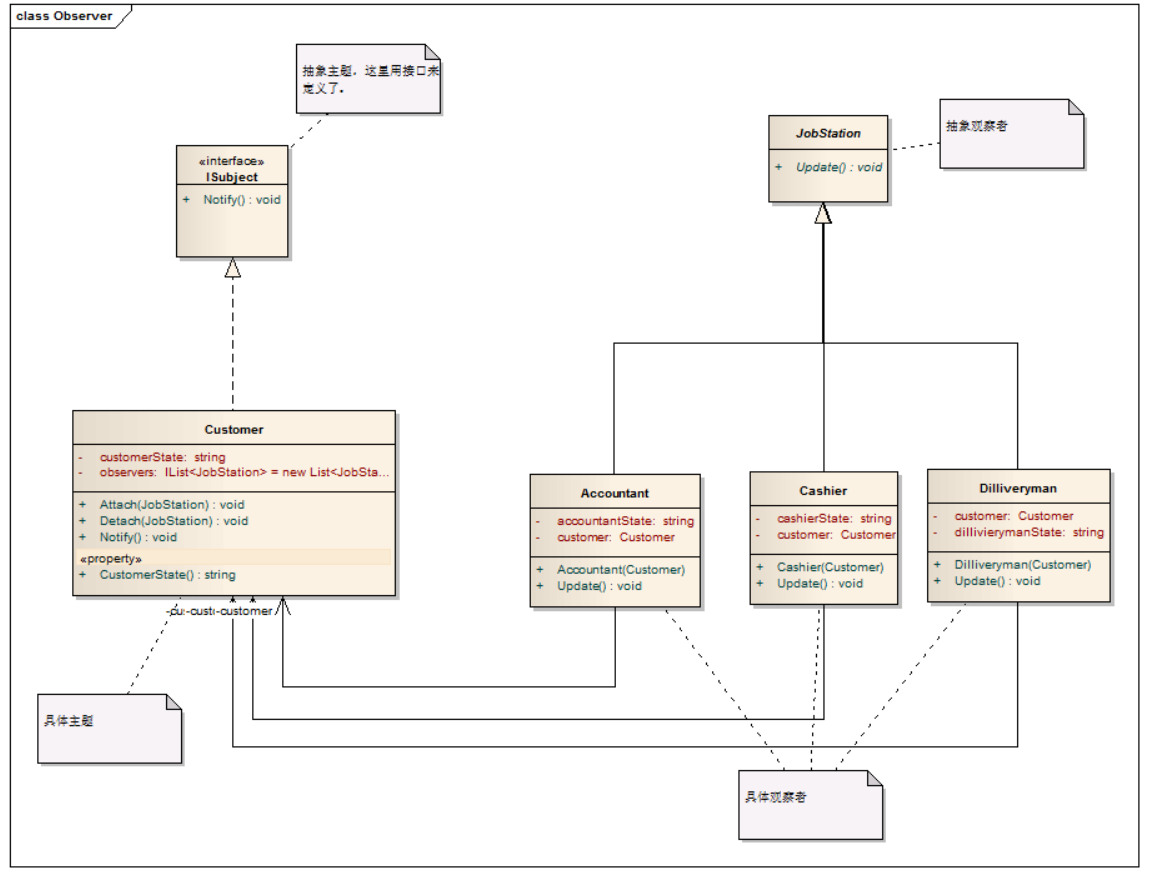 class Observer
抽象主题，这里用接口来
定义了。
抽象观察者
JobStation
+ Update() : void
«interface»
ISubject
+ Notify() : void
Customer
- customerState: string
- observers: IList<JobStation> = new List<JobSta...
+ Attach(JobStation) : void
+ Detach(JobStation) : void
+ Notify() : void
«property»
+ CustomerState() : string
Accountant
- accountantState: string
- customer: Customer
+ Accountant(Customer)
+ Update() : void
Cashier
- cashierState: string
- customer: Customer
+ Cashier(Customer)
+ Update() : void
Dilliveryman
- customer: Customer
- dillivierymanState: string
+ Dilliveryman(Customer)
+ Update() : void
-customer
具体主题
具体观察者